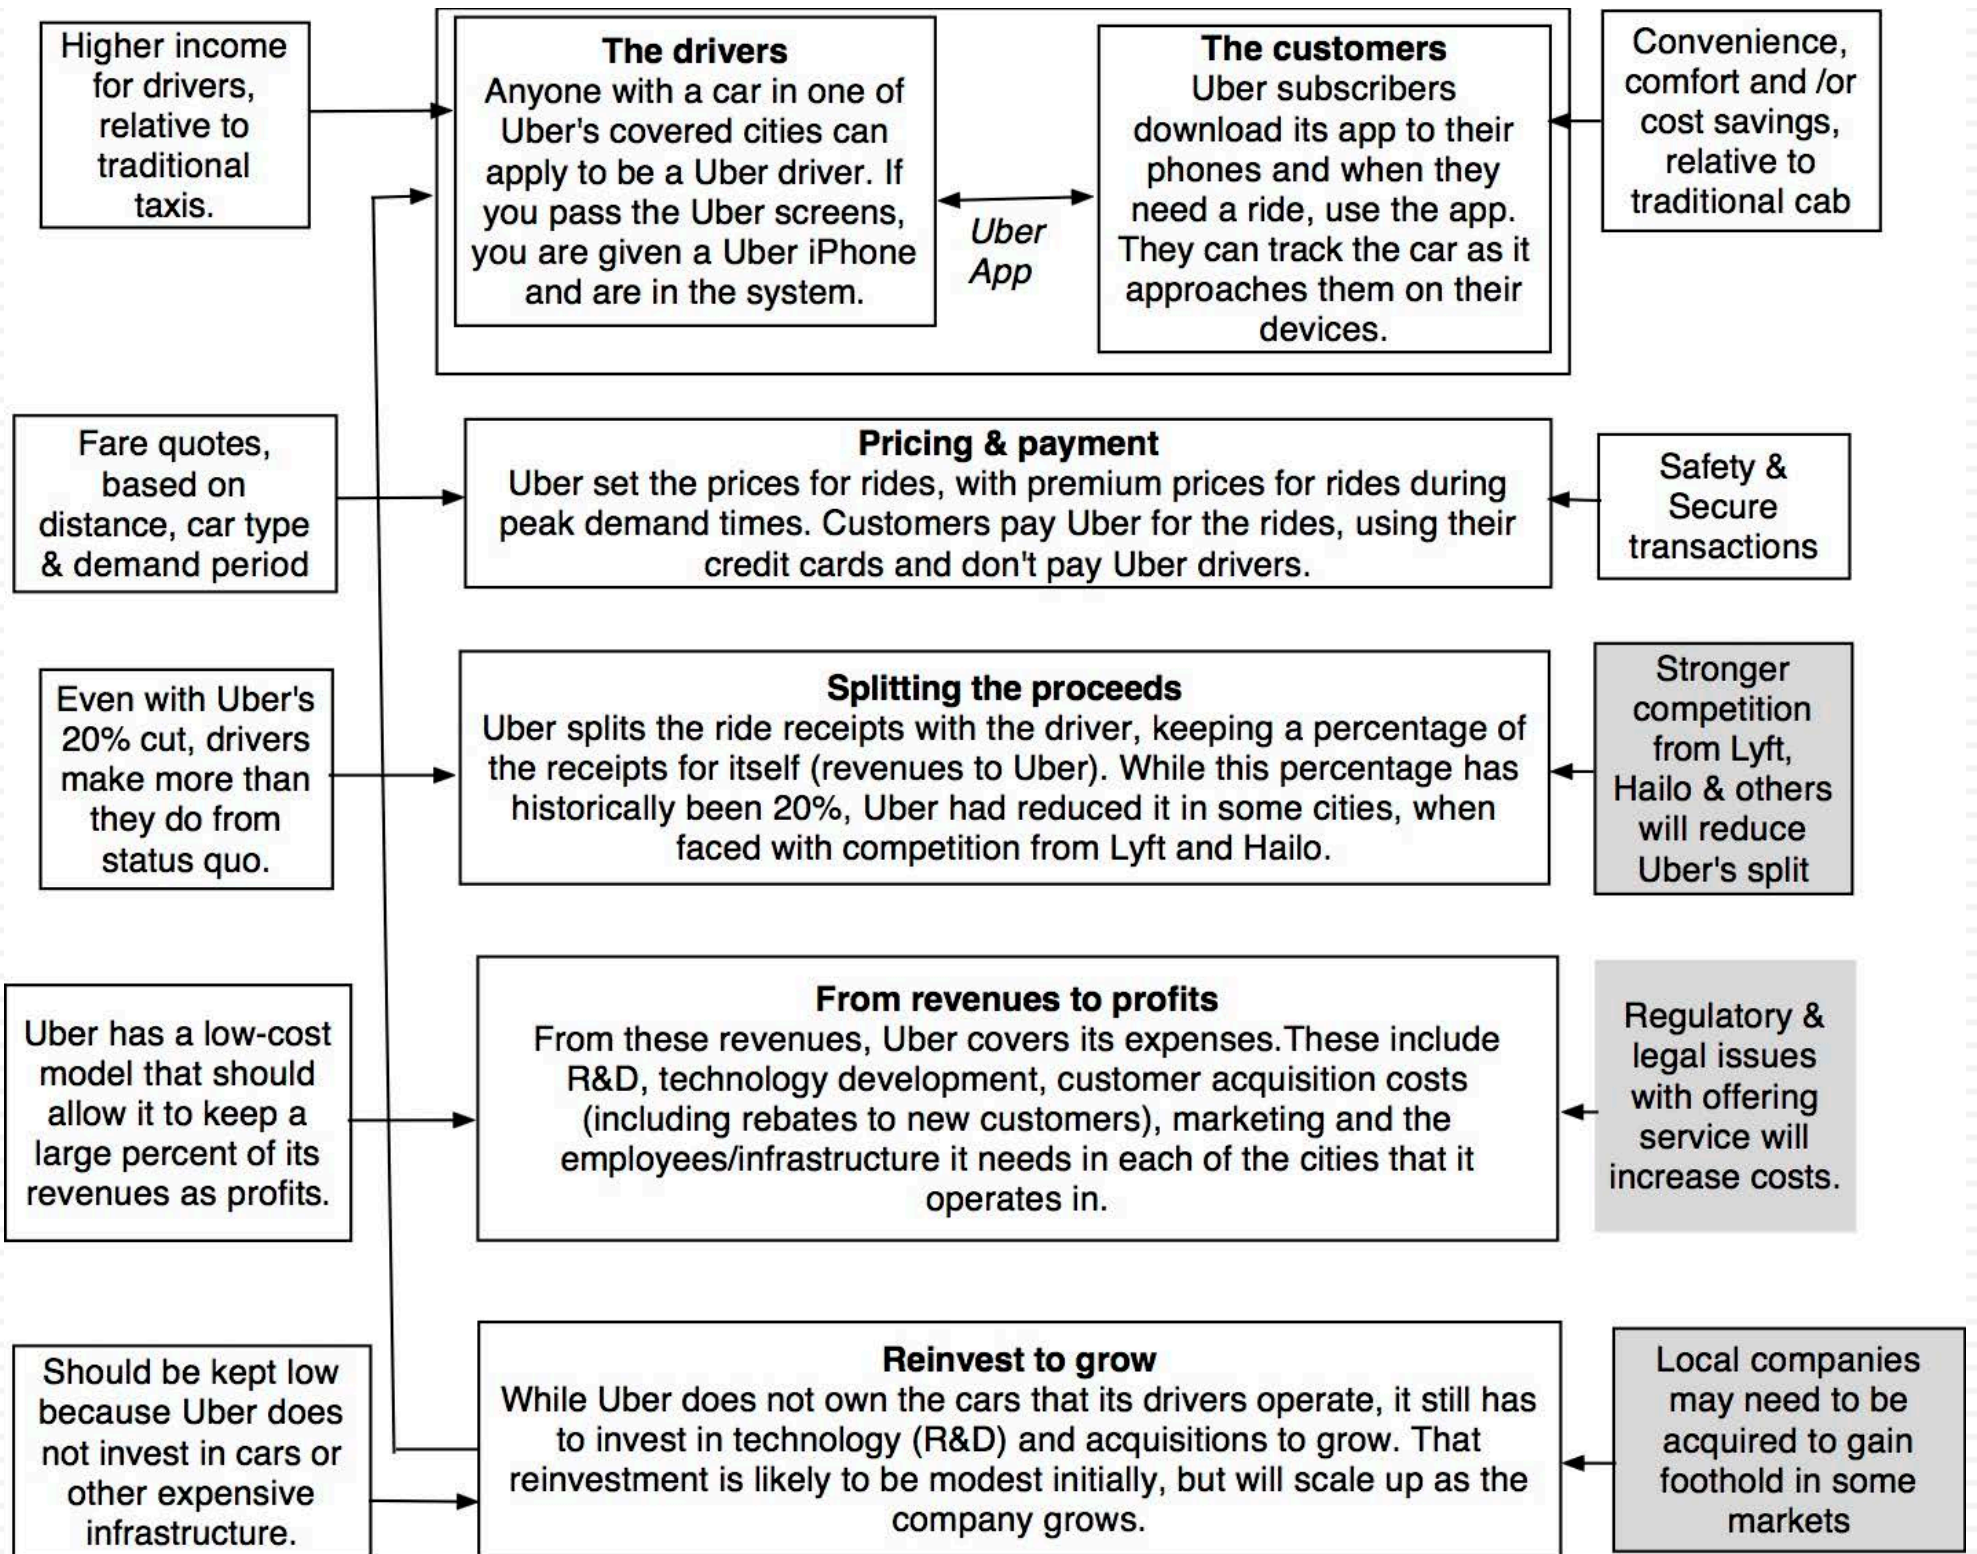 Higher income
for drivers,
relative to
traditional
taxis.
The drivers
Anyone with a car in one of
Uber's covered cities can
apply to be a Uber driver. If
you pass the Uber screens,
you are given a Uber iPhone
and are in the system.
Uber
App
The customers
Uber subscribers
download its app to their
phones and when they
need a ride, use the app.
They can track the car as it
approaches them on their
devices.
Convenience,
comfort and /or
cost savings,
relative to
traditional cab
Fare quotes,
based on
distance, car type
& demand period
Pricing & payment
Uber set the prices for rides, with premium prices for rides during
peak demand times. Customers pay Uber for the rides, using their
credit cards and don't pay Uber drivers.
Safety &
Secure
transactions
Even with Uber's
20% cut, drivers
make more than
they do from
status quo.
Splitting the proceeds
Uber splits the ride receipts with the driver, keeping a percentage of
the receipts for itself (revenues to Uber). While this percentage has
historically been 20%, Uber had reduced it in some cities, when
faced with competition from Lyft and Hailo.
Stronger
competition
from Lyft,
Hailo & others
will reduce
Uber's split
Uber has a low-cost
model that should
allow it to keep a
large percent of its
revenues as profits.
From revenues to profits
From these revenues, Uber covers its expenses.These include
R&D, technology development, customer acquisition costs
(including rebates to new customers), marketing and the
employees/infrastructure it needs in each of the cities that it
operates in.
Regulatory &
legal issues
with offering
service will
increase costs.
Should be kept low
because Uber does
not invest in cars or
other expensive
infrastructure.
Reinvest to grow
While Uber does not own the cars that its drivers operate, it still has
to invest in technology (R&D) and acquisitions to grow. That
reinvestment is likely to be modest initially, but will scale up as the
company grows.
Local companies
may need to be
acquired to gain
foothold in some
markets